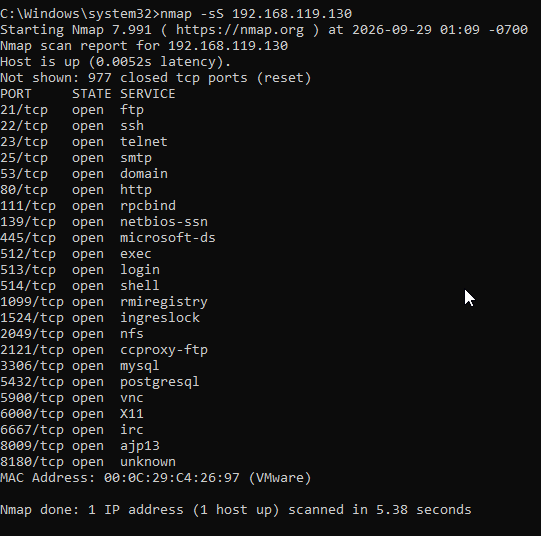 C:\Windows\system32>nmap -sS 192.168.119.130
Starting Nmap 7.991 ( https://nmap.org ) at 2026-09-29 01:09 -0700
Nmap scan report for 192.168.119.130
Host is up (0.0052s latency).
Not shown: 977 closed tcp ports (reset)
PORT     STATE SERVICE
21/tcp   open  ftp
22/tcp   open  ssh
23/tcp   open  telnet
25/tcp   open  smtp
53/tcp   open  domain
80/tcp   open  http
111/tcp  open  rpcbind
139/tcp  open  netbios-ssn
445/tcp  open  microsoft-ds
512/tcp  open  exec
513/tcp  open  login
514/tcp  open  shell
1099/tcp open  rmiregistry
1524/tcp open  ingreslock
2049/tcp open  nfs
2121/tcp open  ccproxy-ftp
3306/tcp open  mysql
5432/tcp open  postgresql
5900/tcp open  vnc
6000/tcp open  X11
6667/tcp open  irc
8009/tcp open  ajp13
8180/tcp open  unknown
MAC Address: 00:0C:29:C4:26:97 (VMware)
Nmap done: 1 IP address (1 host up) scanned in 5.38 seconds